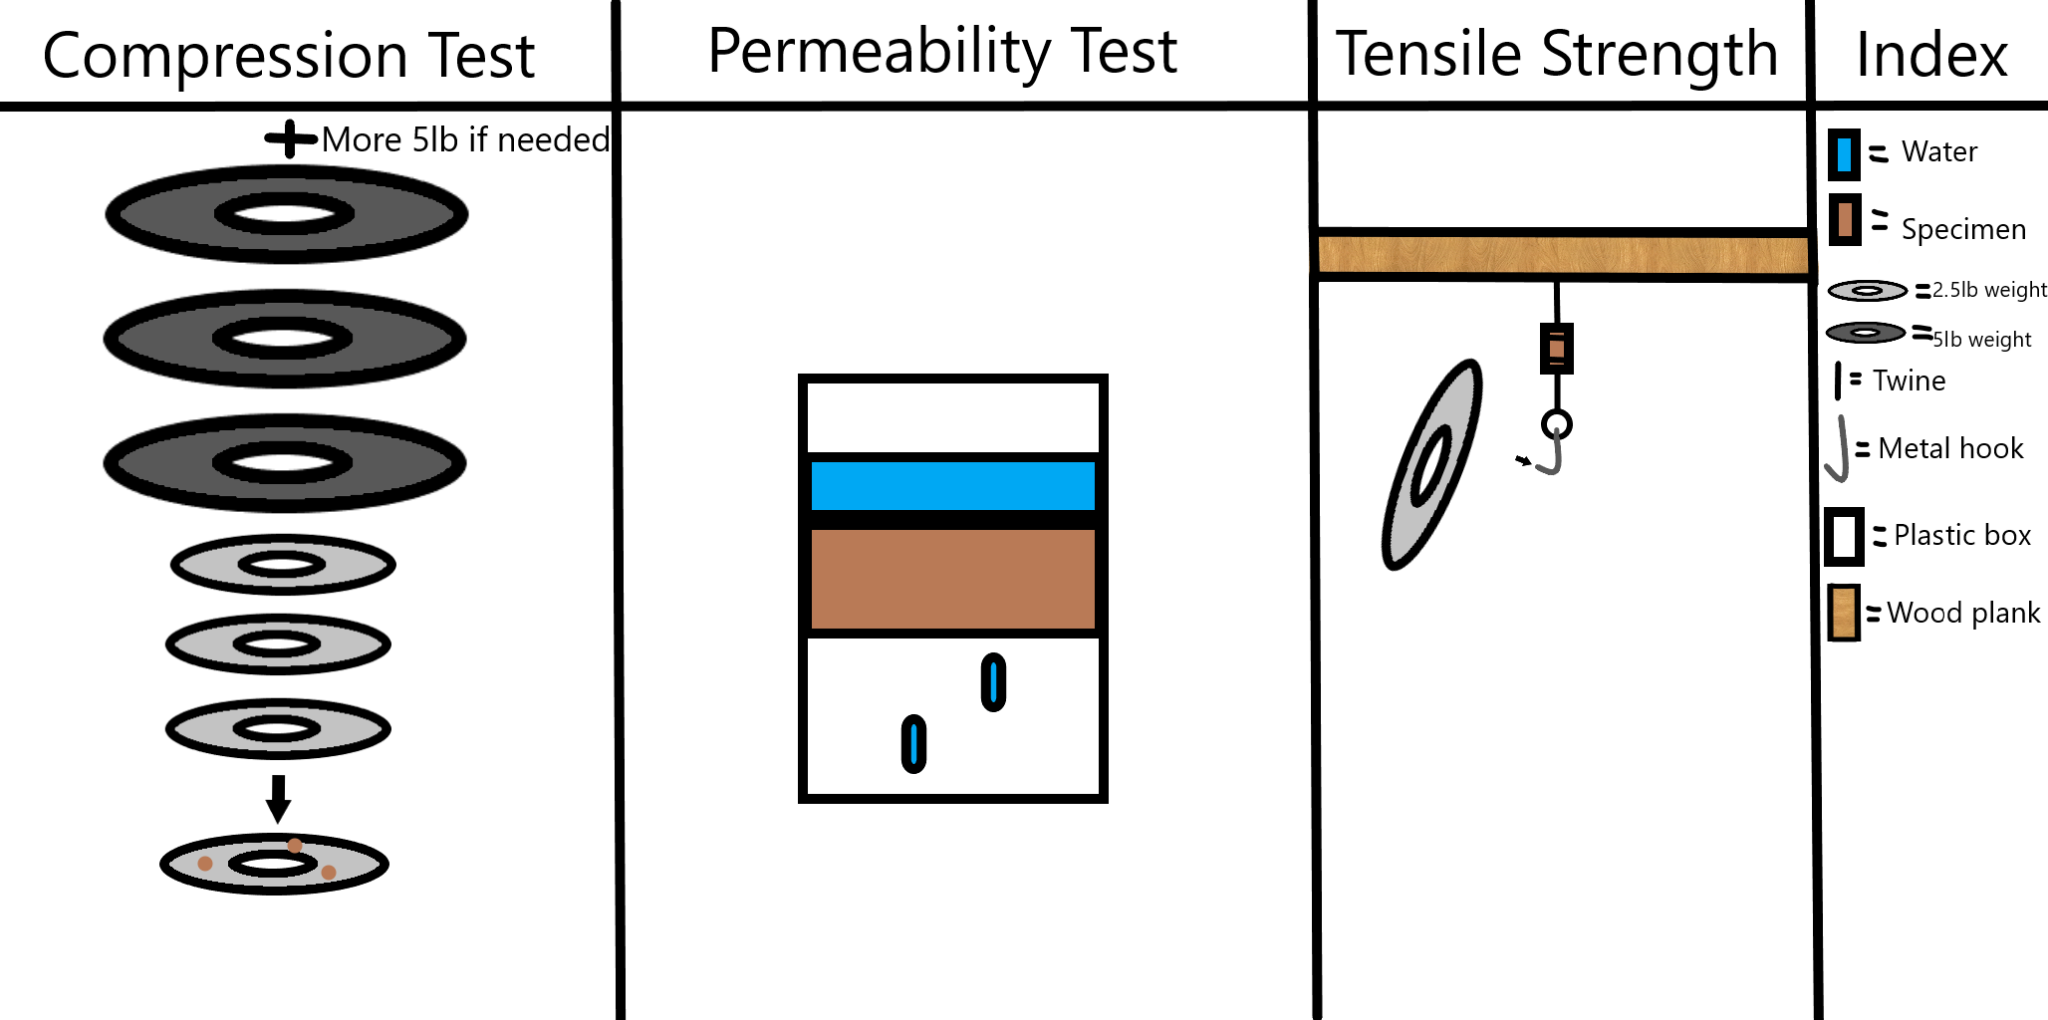 Compression Test
Permeability Test
Tensile Strength
Index
+ More 5lb if needed
= Water
= Specimen
= 2.5lb weight
= 5lb weight
= Twine
= Metal hook
= Plastic box
= Wood plank